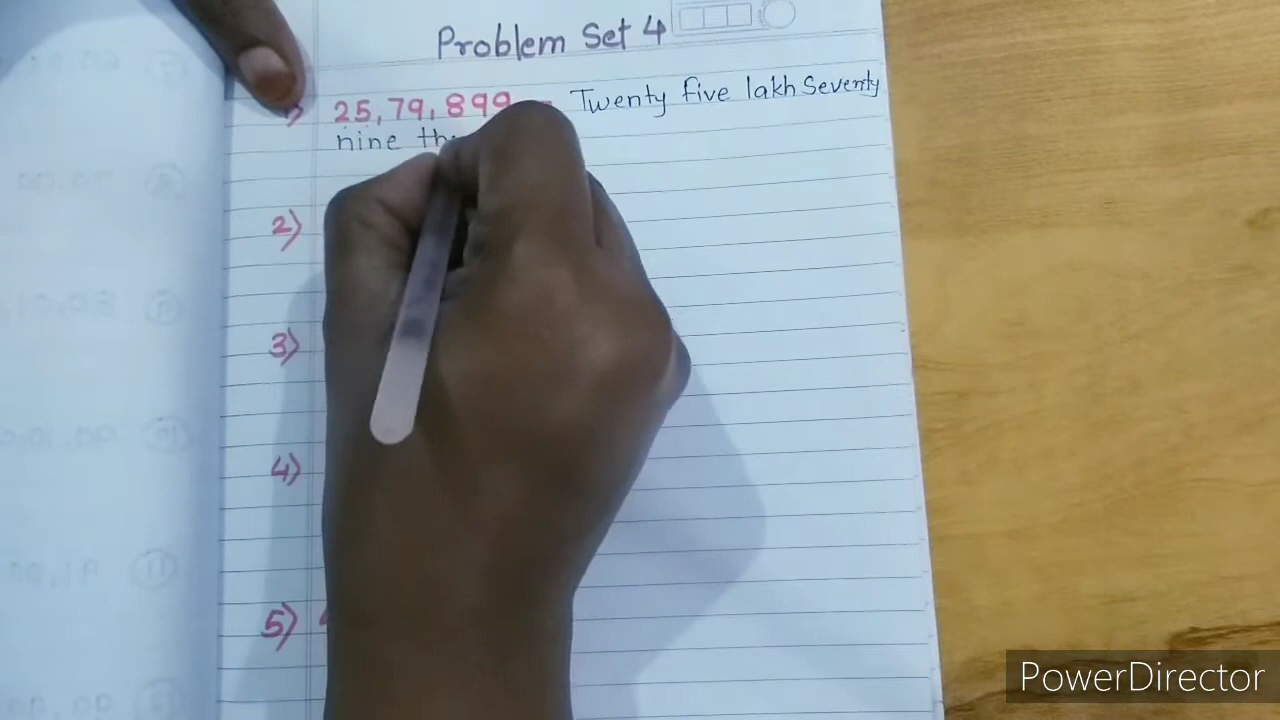 Problem Set 4
25,79,899 - Twenty five lakh Seventy
nine th
2)
3)
4)
5)
PowerDirector